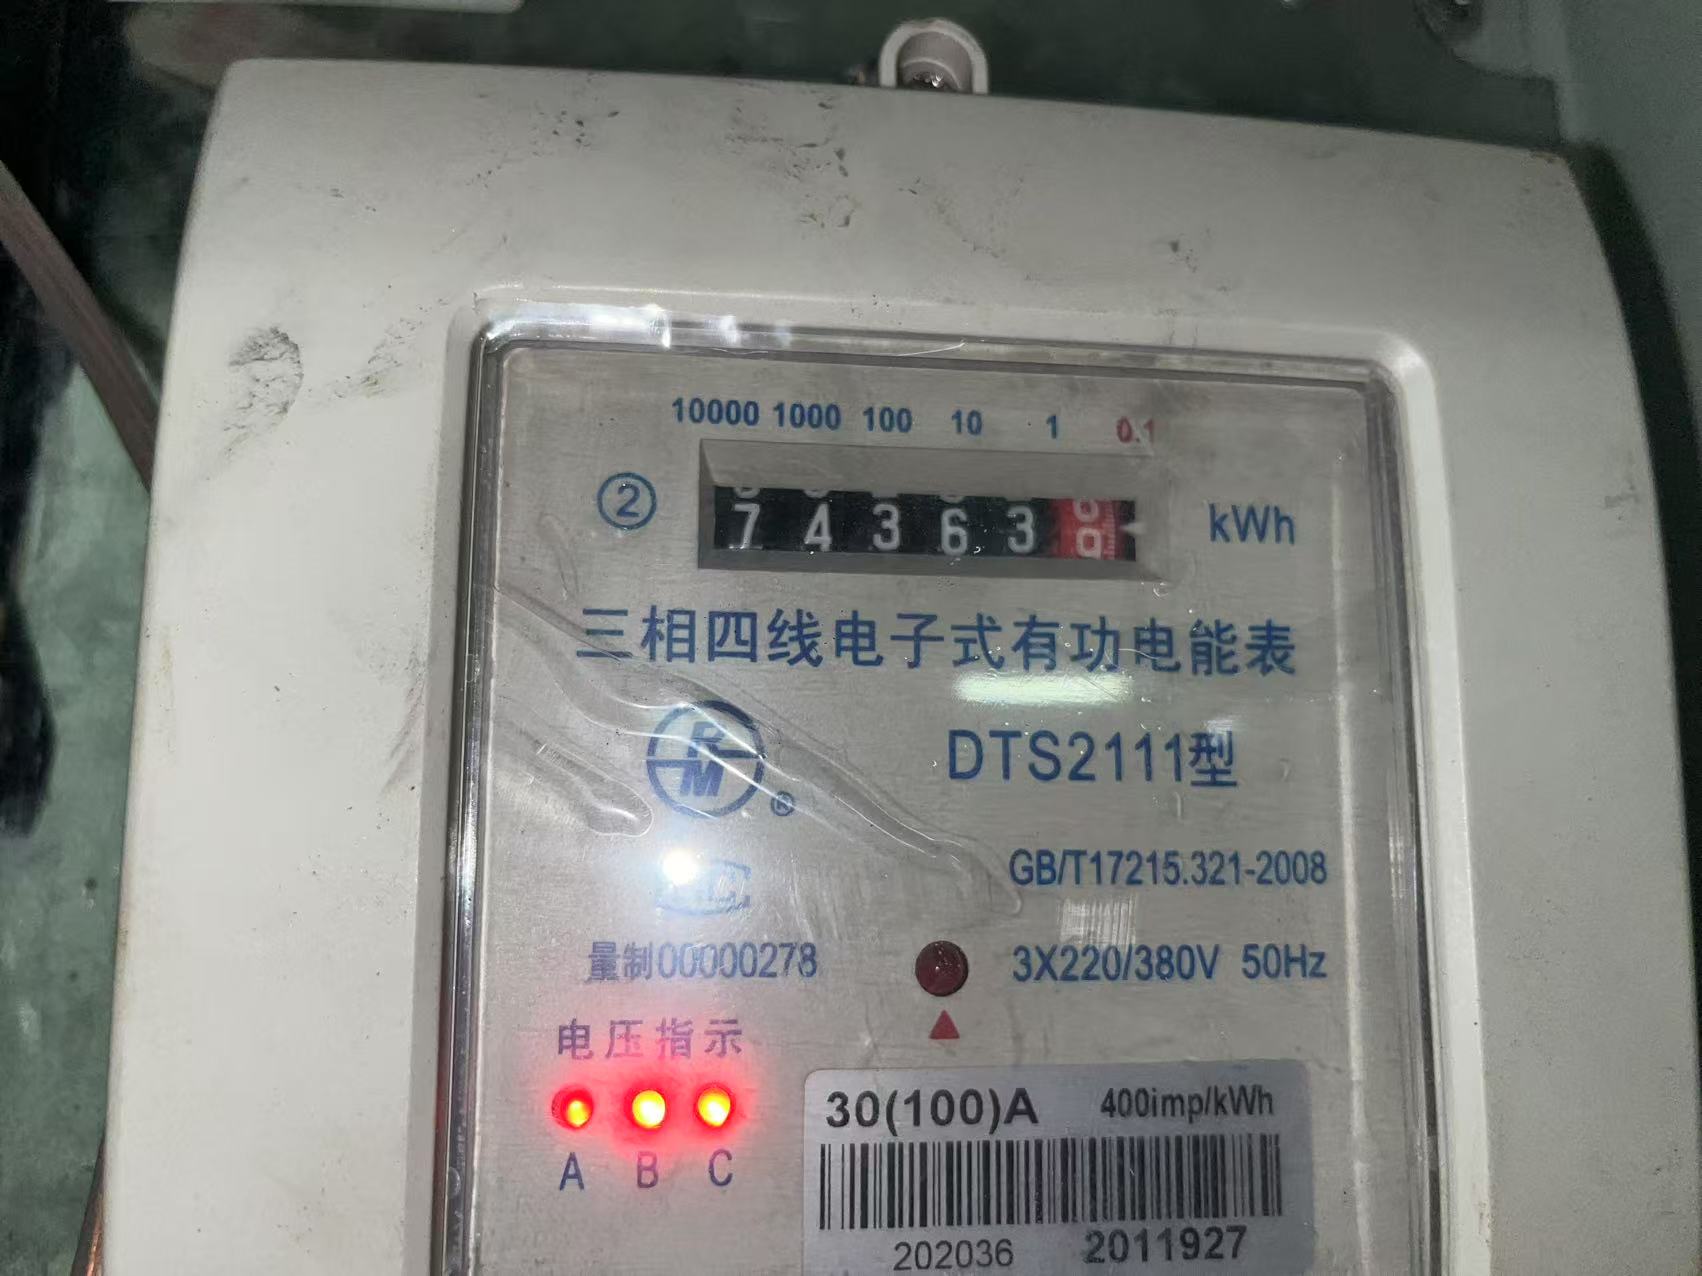 10000 1000 100 10 1 0.1
② 7 4 3 6 3 kWh
三相四线电子式有功电能表
RM®
DTS2111型
GB/T17215.321-2008
量制00000278
3X220/380V 50Hz
电压指示
A B C
30(100)A 400imp/kWh
202036 2011927